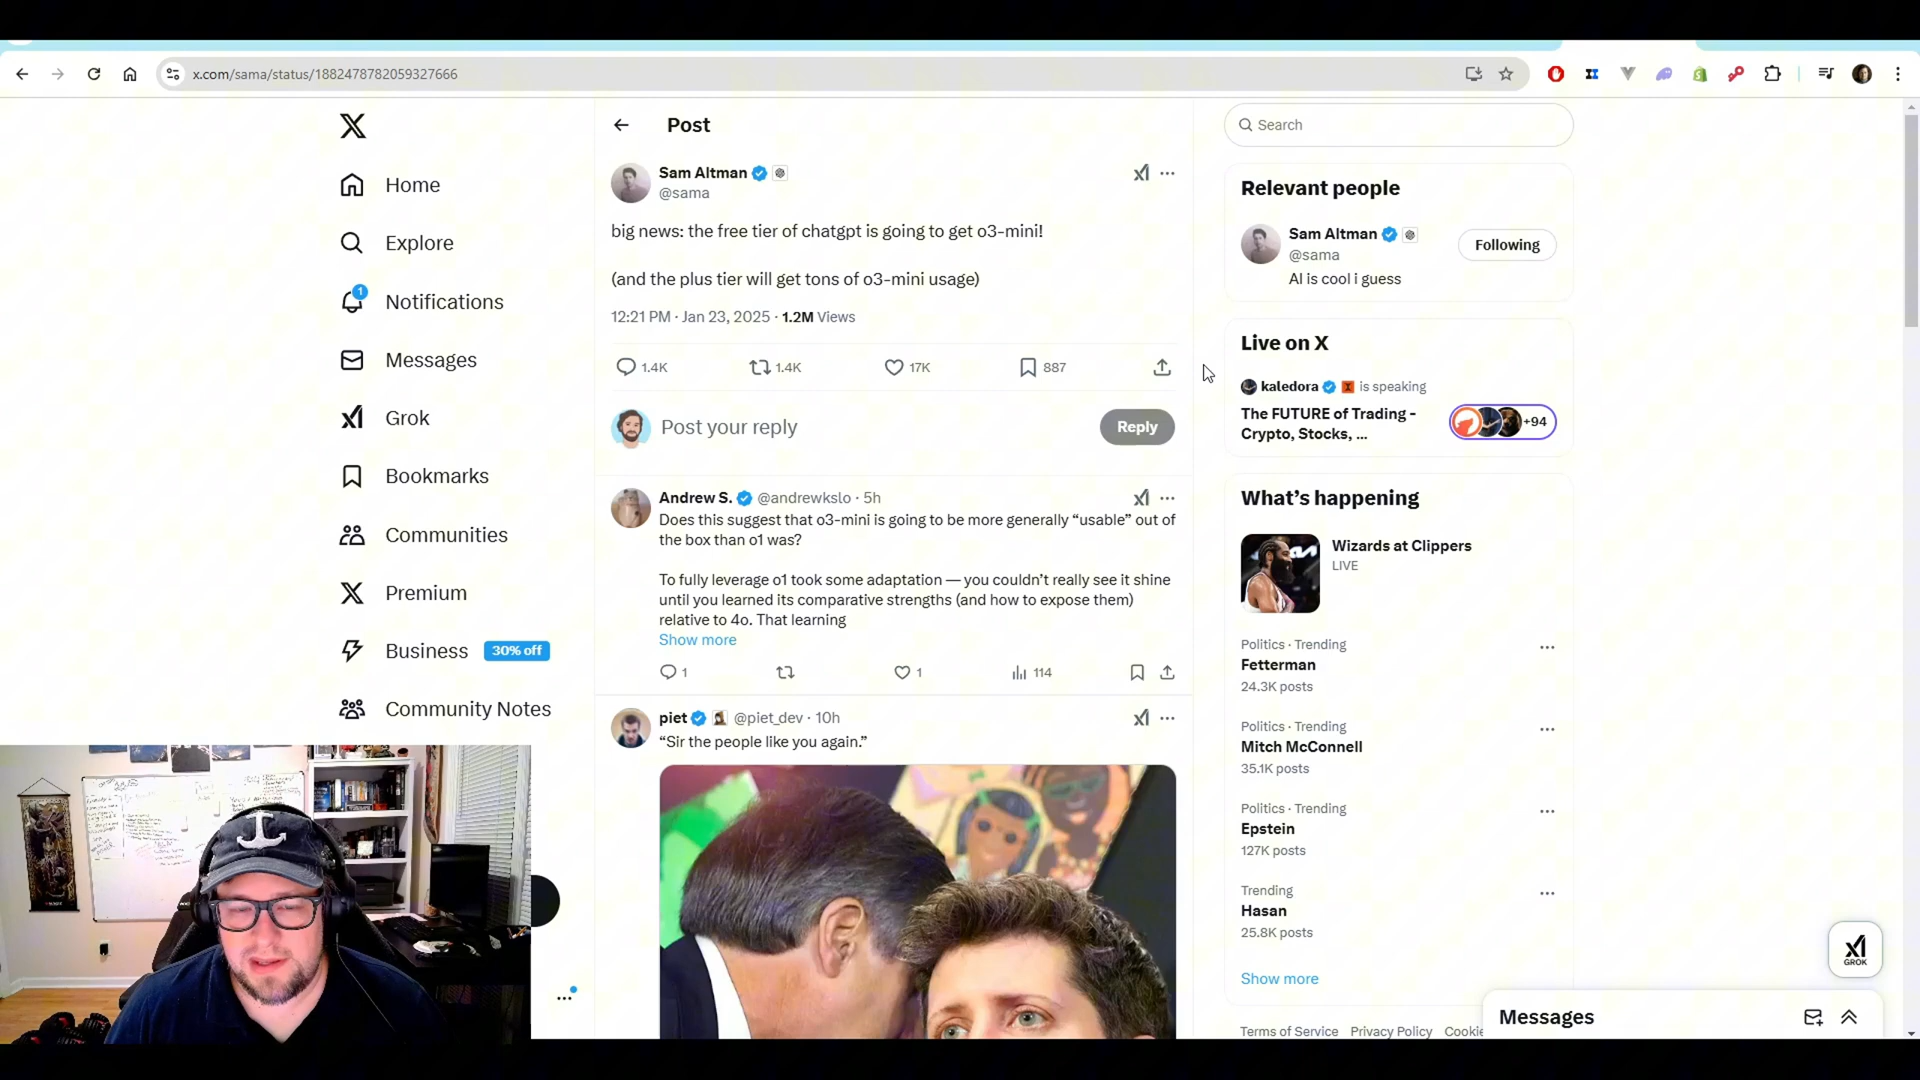 x.com/sama/status/1882478782059327666
Home
Explore
1
Notifications
Messages
Grok
Bookmarks
Communities
Premium
Business 30% off
Community Notes
Post
Sam Altman
@sama
big news: the free tier of chatgpt is going to get o3-mini!
(and the plus tier will get tons of o3-mini usage)
12:21 PM · Jan 23, 2025 · 1.2M Views
1.4K 1.4K 17K 887
Post your reply
Reply
Andrew S. @andrewkslo · 5h
Does this suggest that o3-mini is going to be more generally “usable” out of
the box than o1 was?
To fully leverage o1 took some adaptation — you couldn’t really see it shine
until you learned its comparative strengths (and how to expose them)
relative to 4o. That learning
Show more
1 1 114
piet @piet_dev · 10h
“Sir the people like you again.”
Search
Relevant people
Sam Altman
@sama
Following
AI is cool i guess
Live on X
kaledora is speaking
The FUTURE of Trading -
Crypto, Stocks, ...
+94
What’s happening
Wizards at Clippers
LIVE
Politics · Trending
Fetterman
24.3K posts
Politics · Trending
Mitch McConnell
35.1K posts
Politics · Trending
Epstein
127K posts
Trending
Hasan
25.8K posts
Show more
GROK
Terms of Service Privacy Policy Cookie
Messages